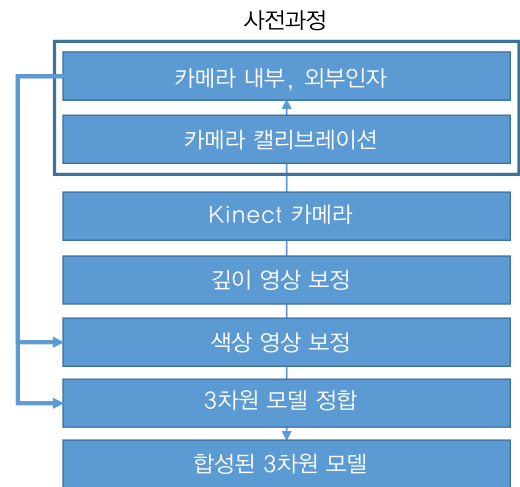 사전과정
카메라 내부, 외부인자
카메라 캘리브레이션
Kinect 카메라
깊이 영상 보정
색상 영상 보정
3차원 모델 정합
합성된 3차원 모델